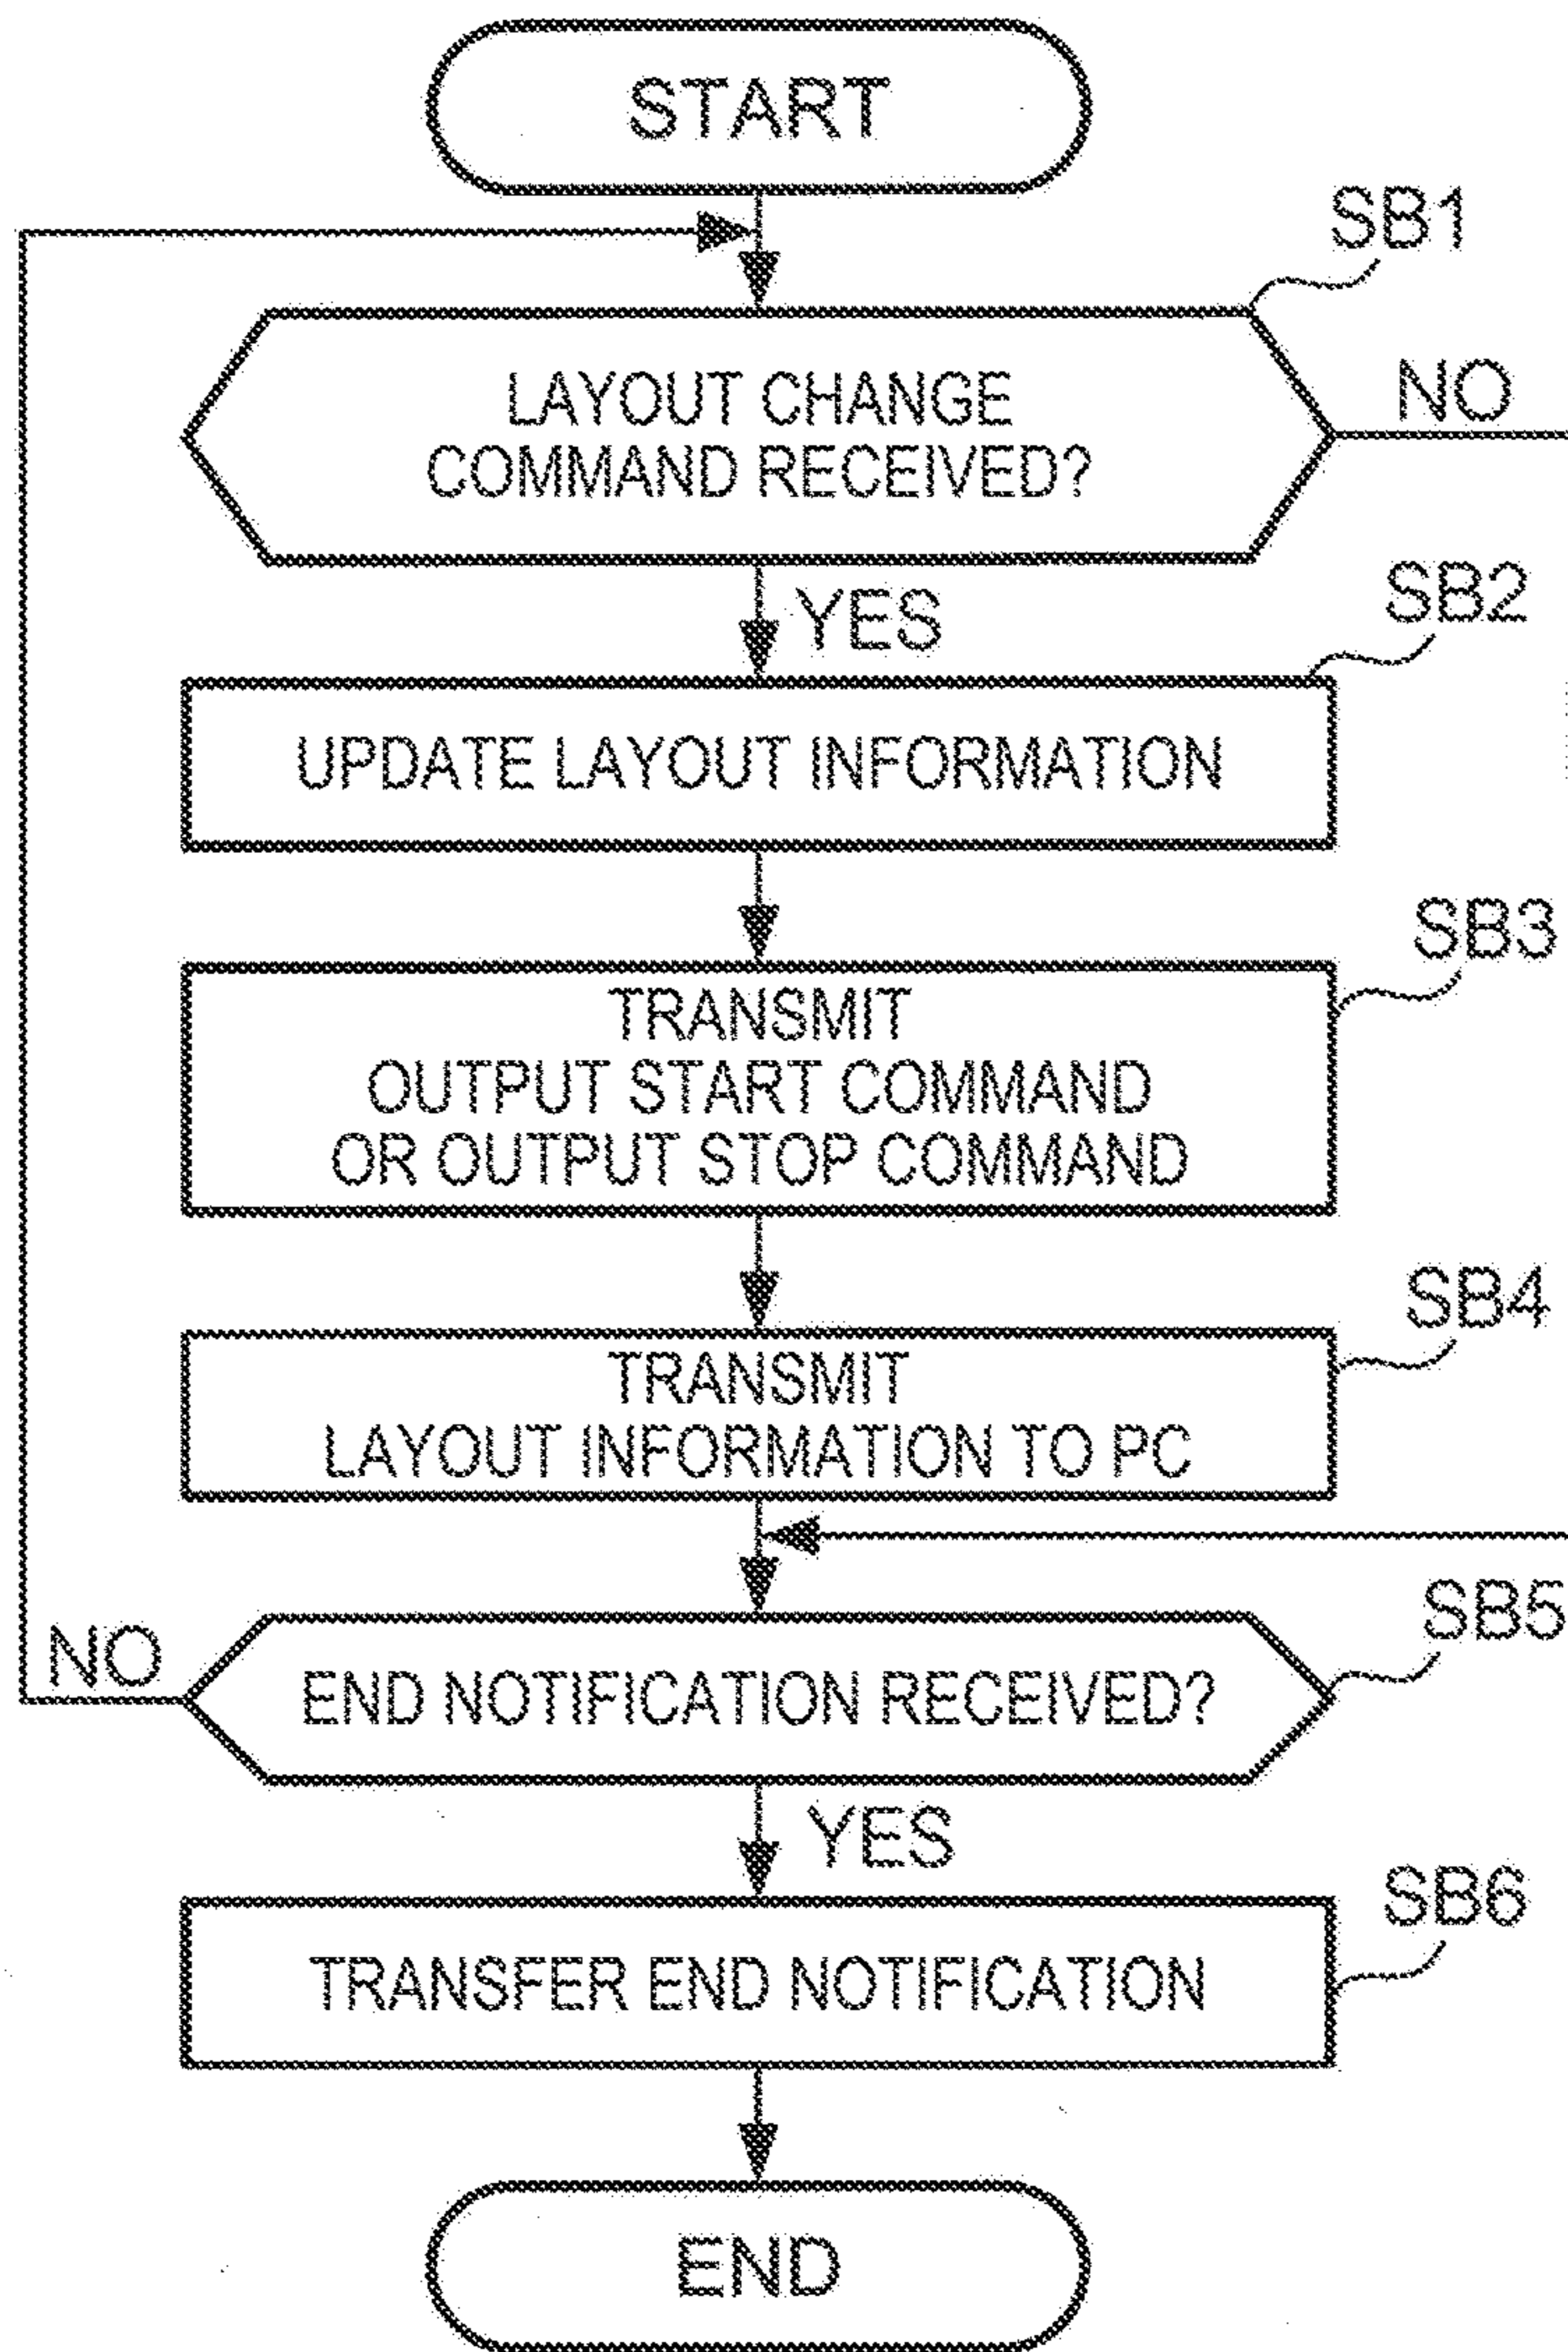 START
SB1
LAYOUT CHANGE
COMMAND RECEIVED?
NO
YES
SB2
UPDATE LAYOUT INFORMATION
SB3
TRANSMIT
OUTPUT START COMMAND
OR OUTPUT STOP COMMAND
SB4
TRANSMIT
LAYOUT INFORMATION TO PC
SB5
NO
END NOTIFICATION RECEIVED?
YES
SB6
TRANSFER END NOTIFICATION
END